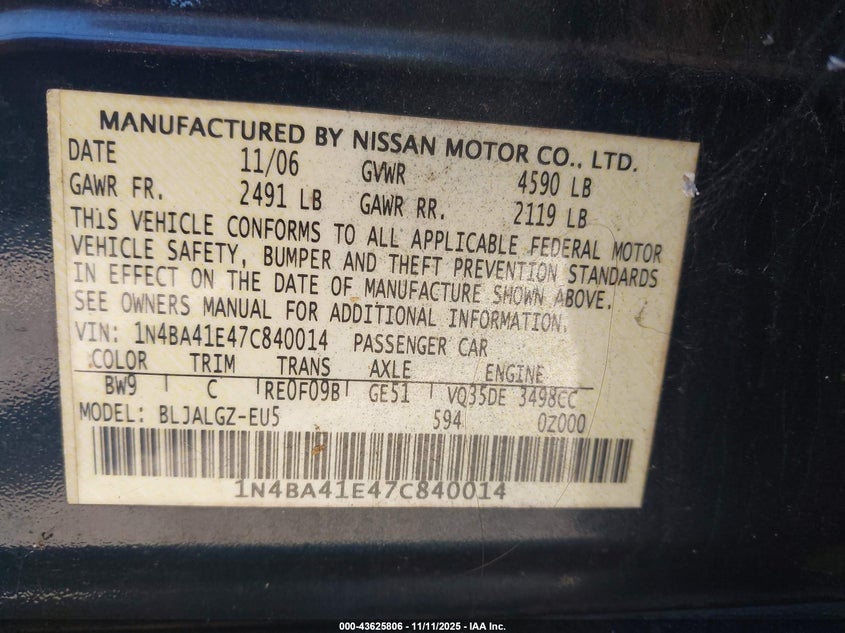 MANUFACTURED BY NISSAN MOTOR CO., LTD.
DATE 11/06 GVWR 4590 LB
GAWR FR. 2491 LB GAWR RR. 2119 LB
THIS VEHICLE CONFORMS TO ALL APPLICABLE FEDERAL MOTOR
VEHICLE SAFETY, BUMPER AND THEFT PREVENTION STANDARDS
IN EFFECT ON THE DATE OF MANUFACTURE SHOWN ABOVE.
SEE OWNERS MANUAL FOR ADDITIONAL INFORMATION.
VIN: 1N4BA41E47C840014 PASSENGER CAR
COLOR TRIM TRANS AXLE ENGINE
BW9 C RE0F09B GE51 VQ35DE 3498CC
MODEL: BLJALGZ-EU5 594 0Z000
1N4BA41E47C840014
000-43625806 - 11/11/2025 - IAA Inc.